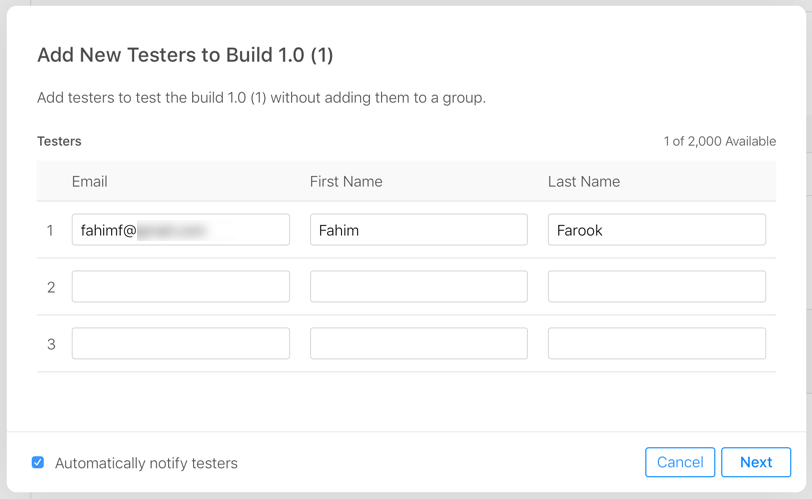 Add New Testers to Build 1.0 (1)
Add testers to test the build 1.0 (1) without adding them to a group.
Testers 1 of 2,000 Available
Email First Name Last Name
1 fahimf@ Fahim Farook
2
3
Automatically notify testers Cancel Next